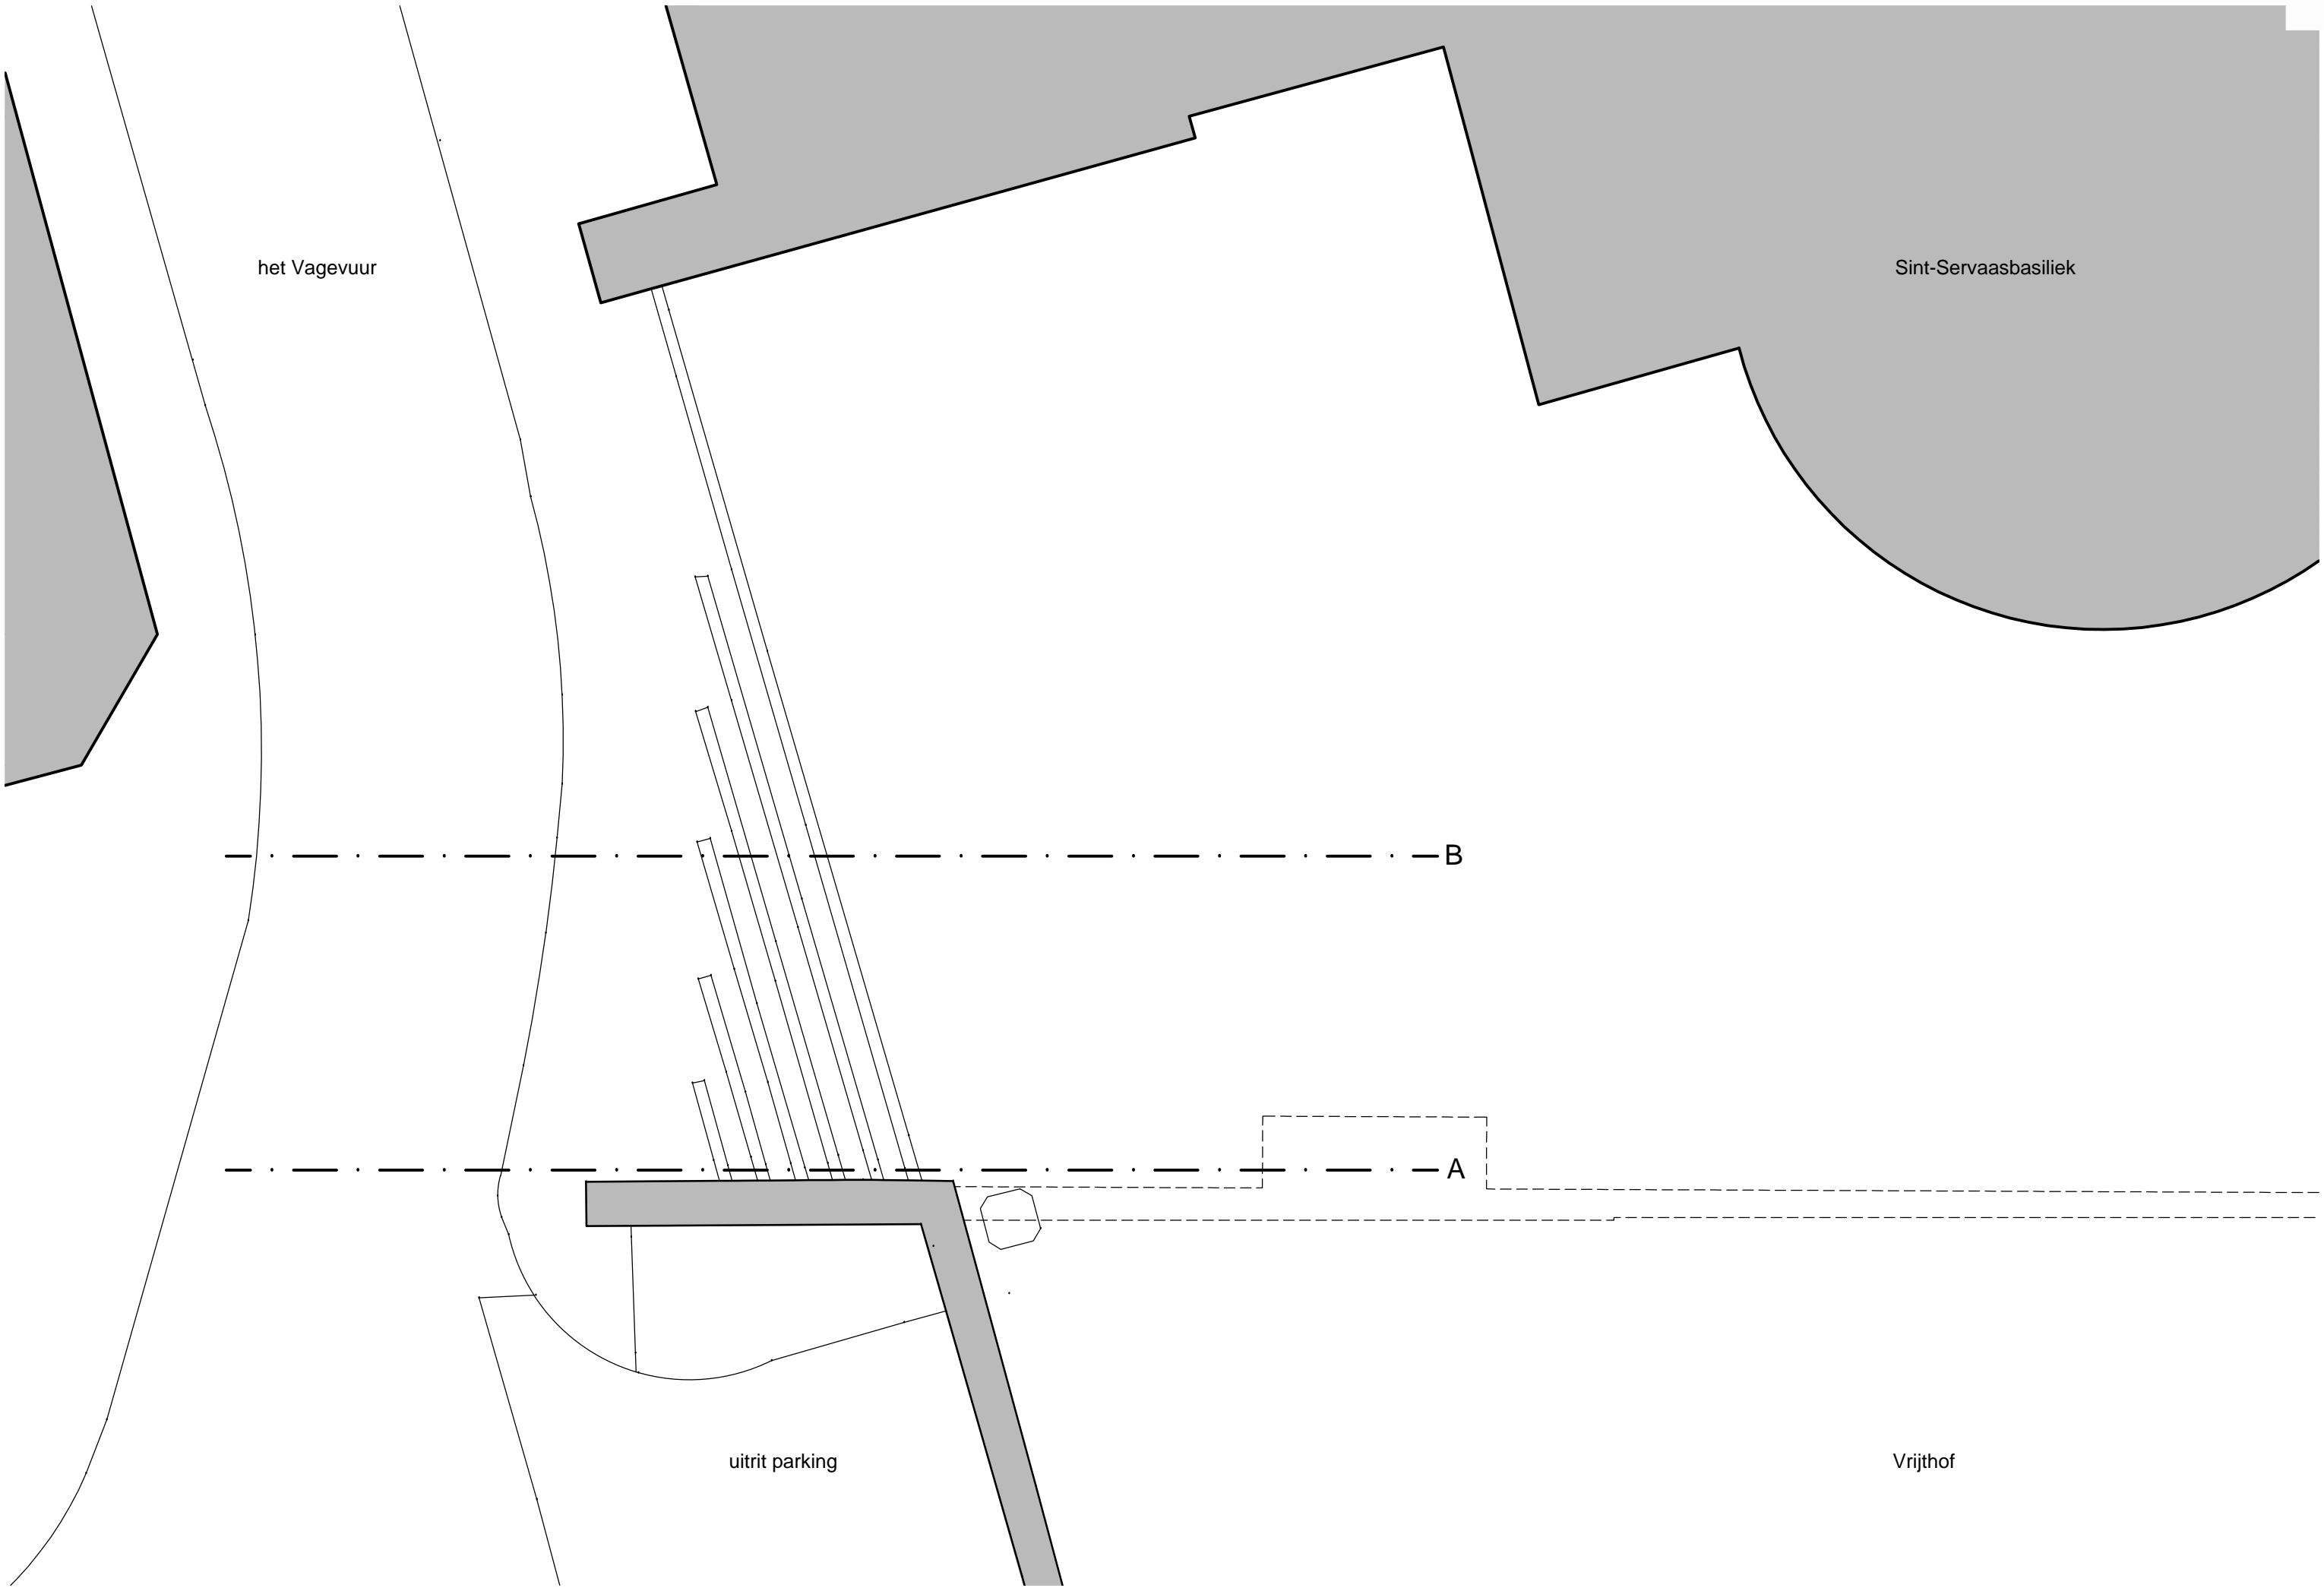 het Vagevuur
Sint-Servaasbasiliek
B
A
uitrit parking
Vrijthof